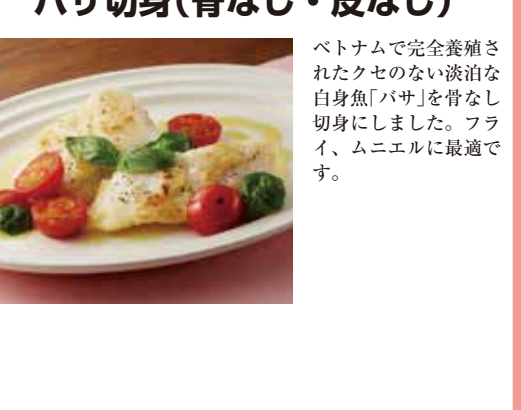 バサ切身(骨なし・皮なし)
ベトナムで完全養殖さ
れたクセのない淡泊な
白身魚「バサ」を骨なし
切身にしました。フラ
イ、ムニエルに最適で
す。